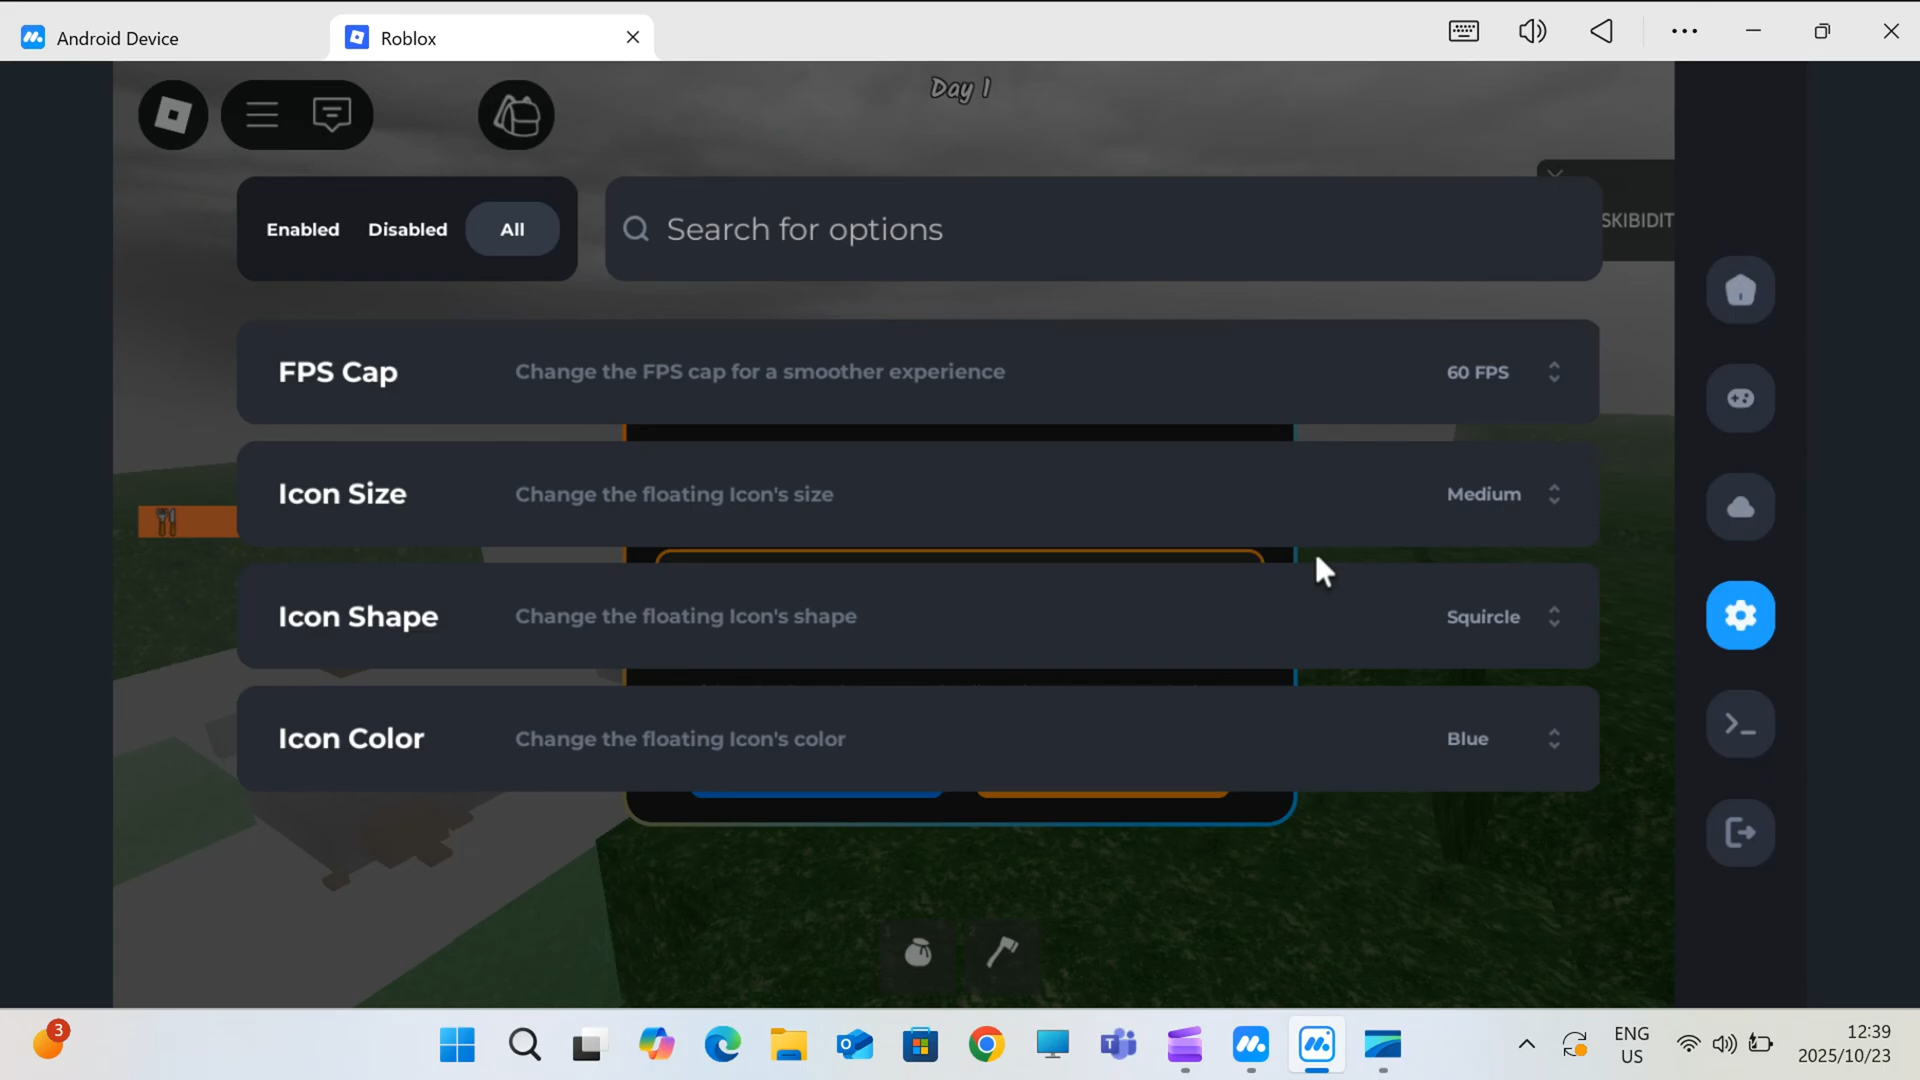 Android Device
Roblox
Day 1
SKIBIDIT
Enabled Disabled All
Search for options
FPS Cap Change the FPS cap for a smoother experience 60 FPS
Icon Size Change the floating Icon's size Medium
Icon Shape Change the floating Icon's shape Squircle
Icon Color Change the floating Icon's color Blue
1 2
3
ENG
US
12:39
2025/10/23